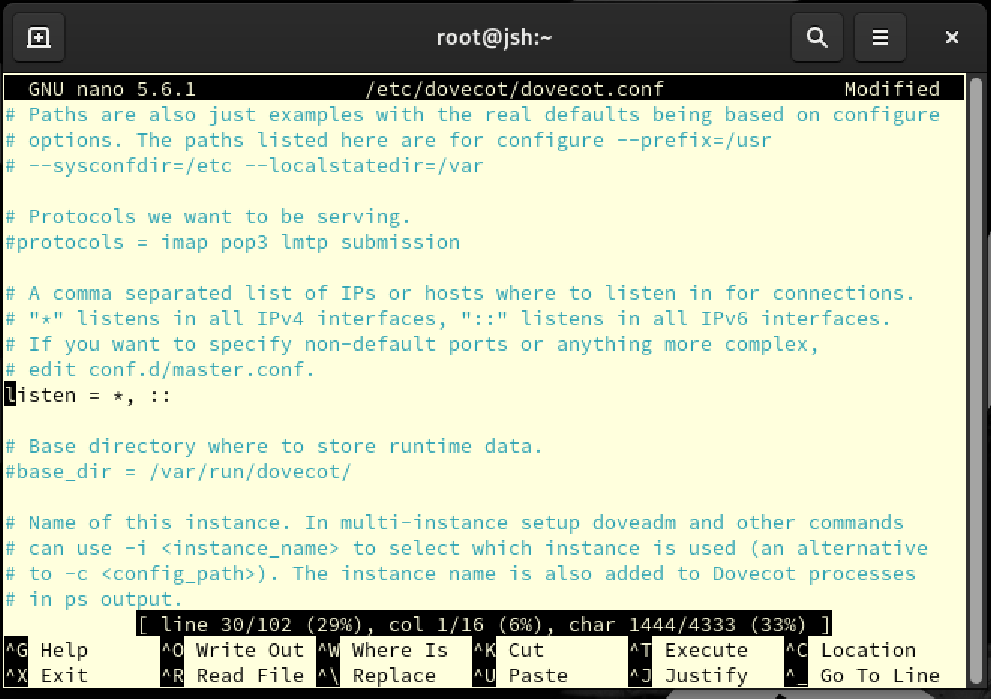 root@jsh:~
GNU nano 5.6.1 /etc/dovecot/dovecot.conf Modified
# Paths are also just examples with the real defaults being based on configure
# options. The paths listed here are for configure --prefix=/usr
# --sysconfdir=/etc --localstatedir=/var
# Protocols we want to be serving.
#protocols = imap pop3 lmtp submission
# A comma separated list of IPs or hosts where to listen in for connections.
# "*" listens in all IPv4 interfaces, "::" listens in all IPv6 interfaces.
# If you want to specify non-default ports or anything more complex,
# edit conf.d/master.conf.
listen = *, ::
# Base directory where to store runtime data.
#base_dir = /var/run/dovecot/
# Name of this instance. In multi-instance setup doveadm and other commands
# can use -i <instance_name> to select which instance is used (an alternative
# to -c <config_path>). The instance name is also added to Dovecot processes
# in ps output.
[ line 30/102 (29%), col 1/16 (6%), char 1444/4333 (33%) ]
^G Help ^O Write Out ^W Where Is ^K Cut ^T Execute ^C Location
^X Exit ^R Read File ^\ Replace ^U Paste ^J Justify ^_ Go To Line